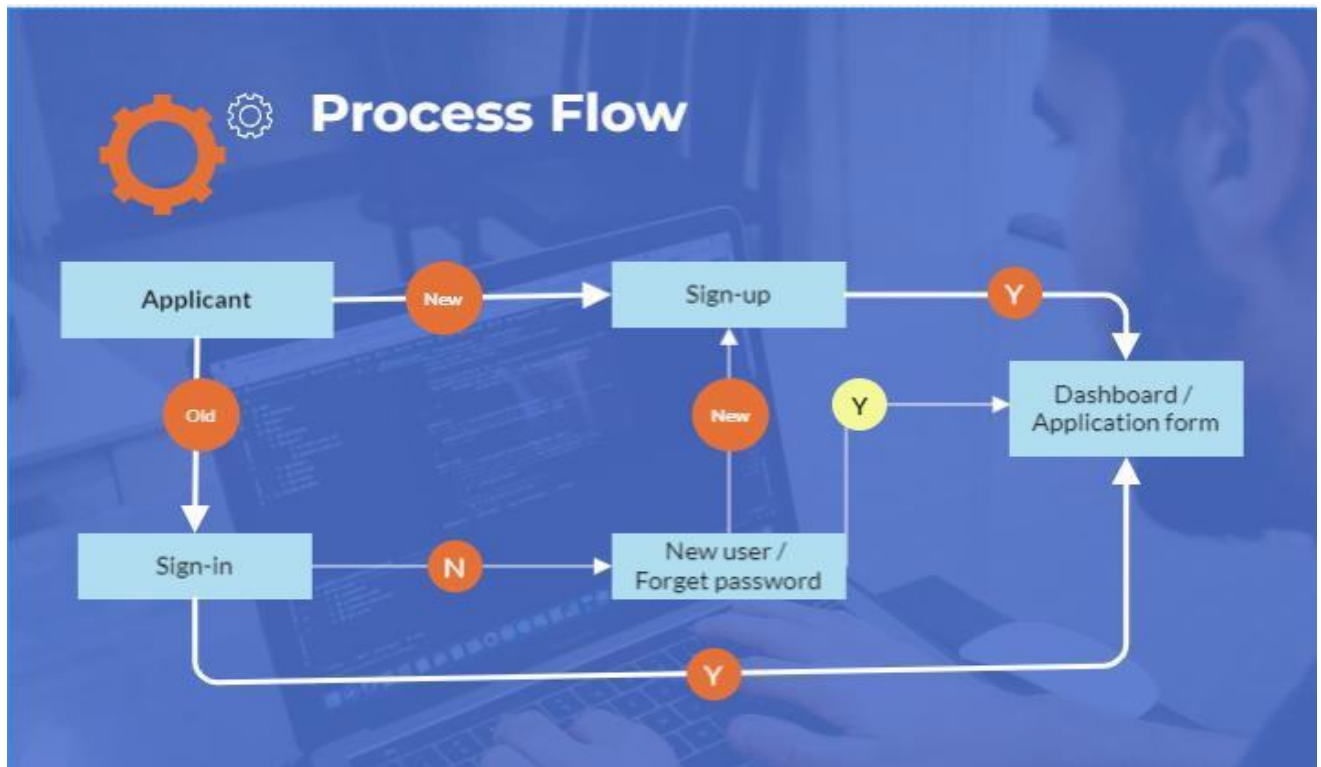 Process Flow
Applicant
New
Sign-up
Y
Old
New
Y
Dashboard /
Application form
Sign-in
N
New user /
Forget password
Y